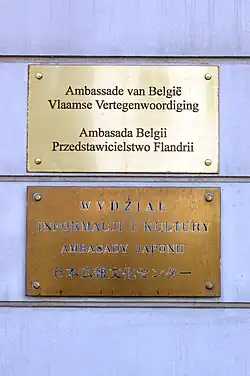 Ambassade van België
Vlaamse Vertegenwoordiging
Ambasada Belgii
Przedstawicielstwo Flandrii
WYDZIAŁ
INFORMACJI I KULTURY
AMBASADY JAPONII
日本広報文化センター